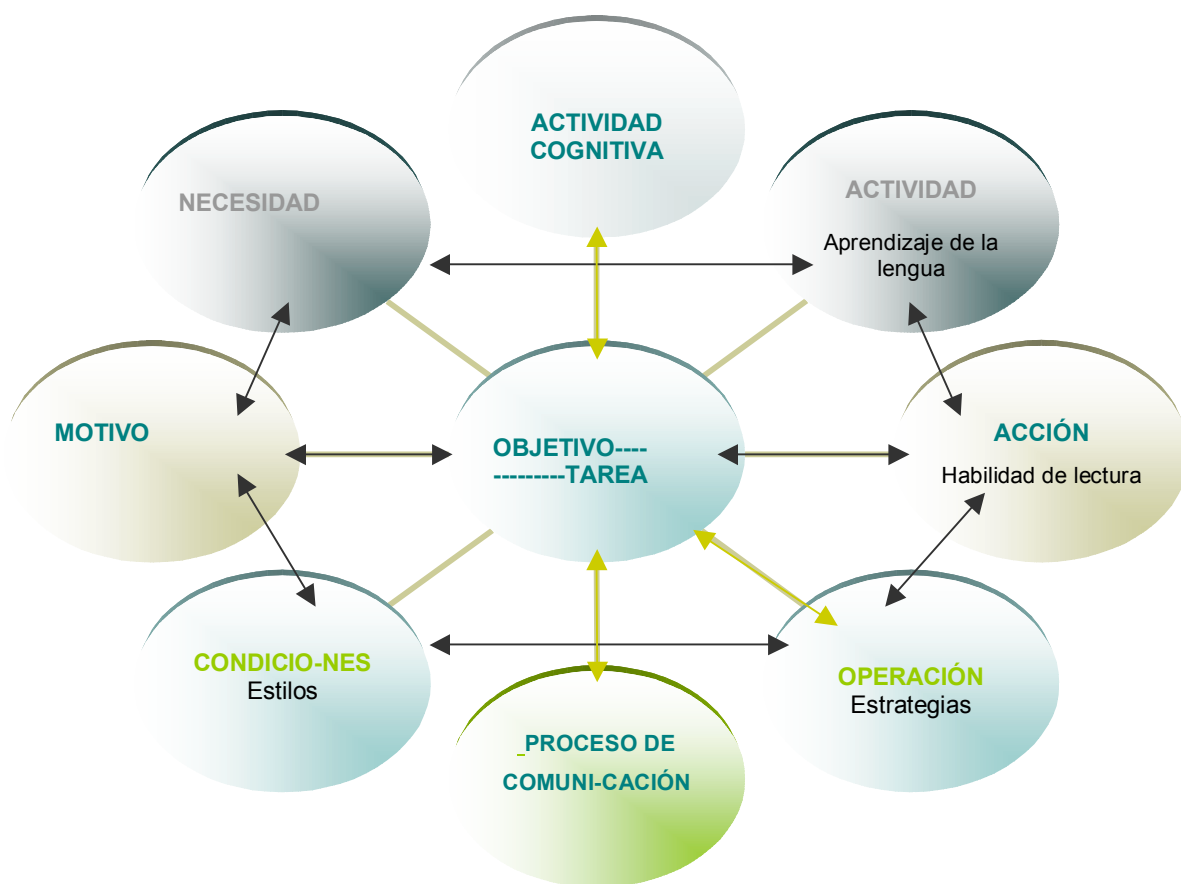 ACTIVIDAD
COGNITIVA
NECESIDAD
ACTIVIDAD
Aprendizaje de la
lengua
MOTIVO
OBJETIVO----
---------TAREA
ACCIÓN
Habilidad de lectura
CONDICIO-NES
Estilos
OPERACIÓN
Estrategias
_PROCESO DE
COMUNI-CACIÓN